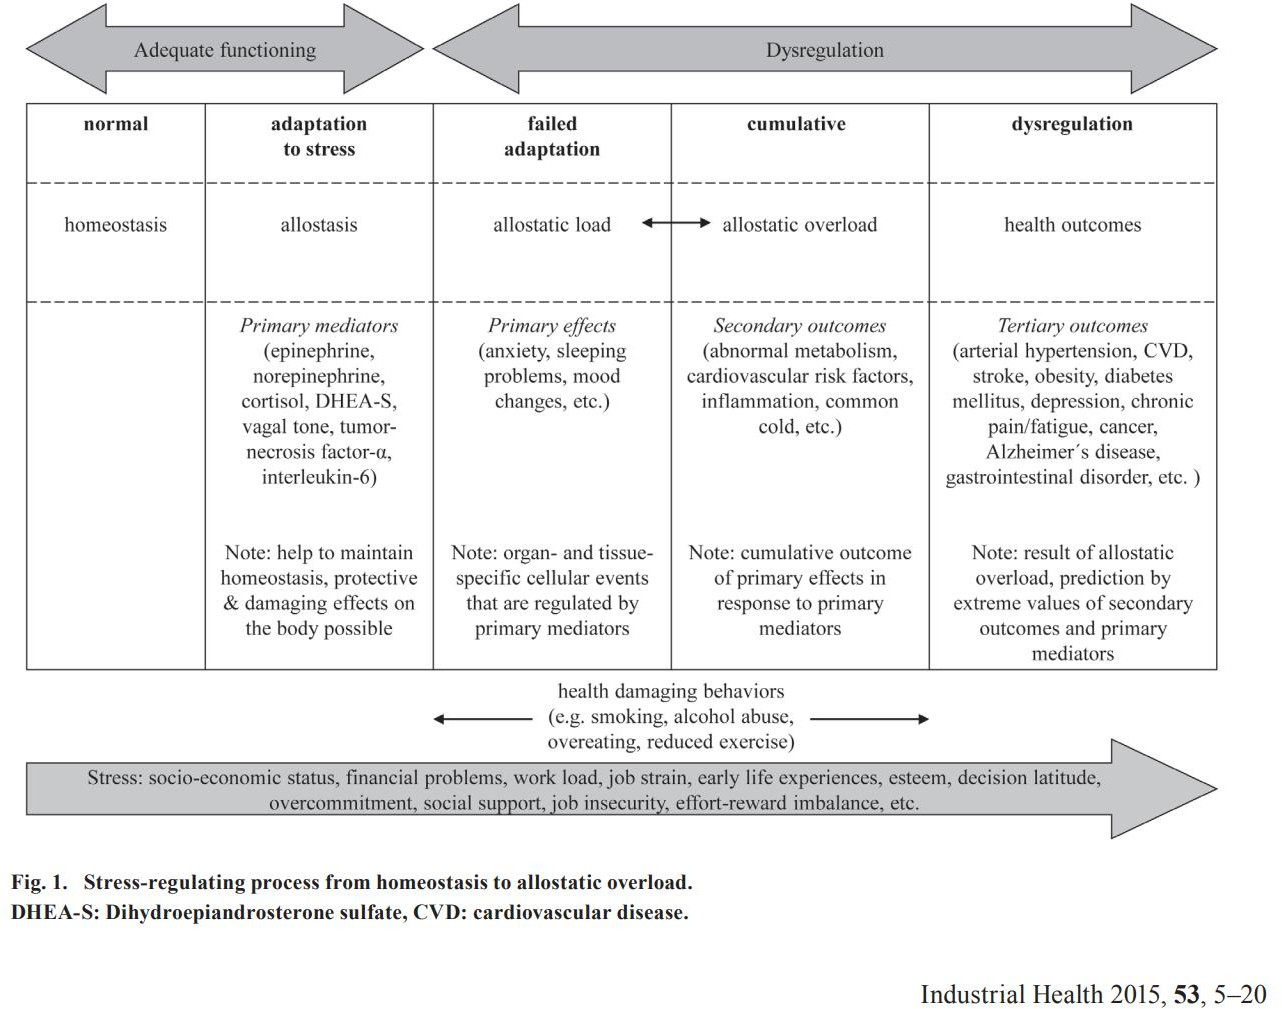 Adequate functioning
Dysregulation
normal
adaptation
to stress
failed
adaptation
cumulative
dysregulation
homeostasis
allostasis
allostatic load
allostatic overload
health outcomes
Primary mediators
(epinephrine,
norepinephrine,
cortisol, DHEA-S,
vagal tone, tumor-
necrosis factor-α,
interleukin-6)
Note: help to maintain
homeostasis, protective
& damaging effects on
the body possible
Primary effects
(anxiety, sleeping
problems, mood
changes, etc.)
Note: organ- and tissue-
specific cellular events
that are regulated by
primary mediators
Secondary outcomes
(abnormal metabolism,
cardiovascular risk factors,
inflammation, common
cold, etc.)
Note: cumulative outcome
of primary effects in
response to primary
mediators
Tertiary outcomes
(arterial hypertension, CVD,
stroke, obesity, diabetes
mellitus, depression, chronic
pain/fatigue, cancer,
Alzheimer´s disease,
gastrointestinal disorder, etc. )
Note: result of allostatic
overload, prediction by
extreme values of secondary
outcomes and primary
mediators
health damaging behaviors
(e.g. smoking, alcohol abuse,
overeating, reduced exercise)
Stress: socio-economic status, financial problems, work load, job strain, early life experiences, esteem, decision latitude,
overcommitment, social support, job insecurity, effort-reward imbalance, etc.
Fig. 1. Stress-regulating process from homeostasis to allostatic overload.
DHEA-S: Dihydroepiandrosterone sulfate, CVD: cardiovascular disease.
Industrial Health 2015, 53, 5–20